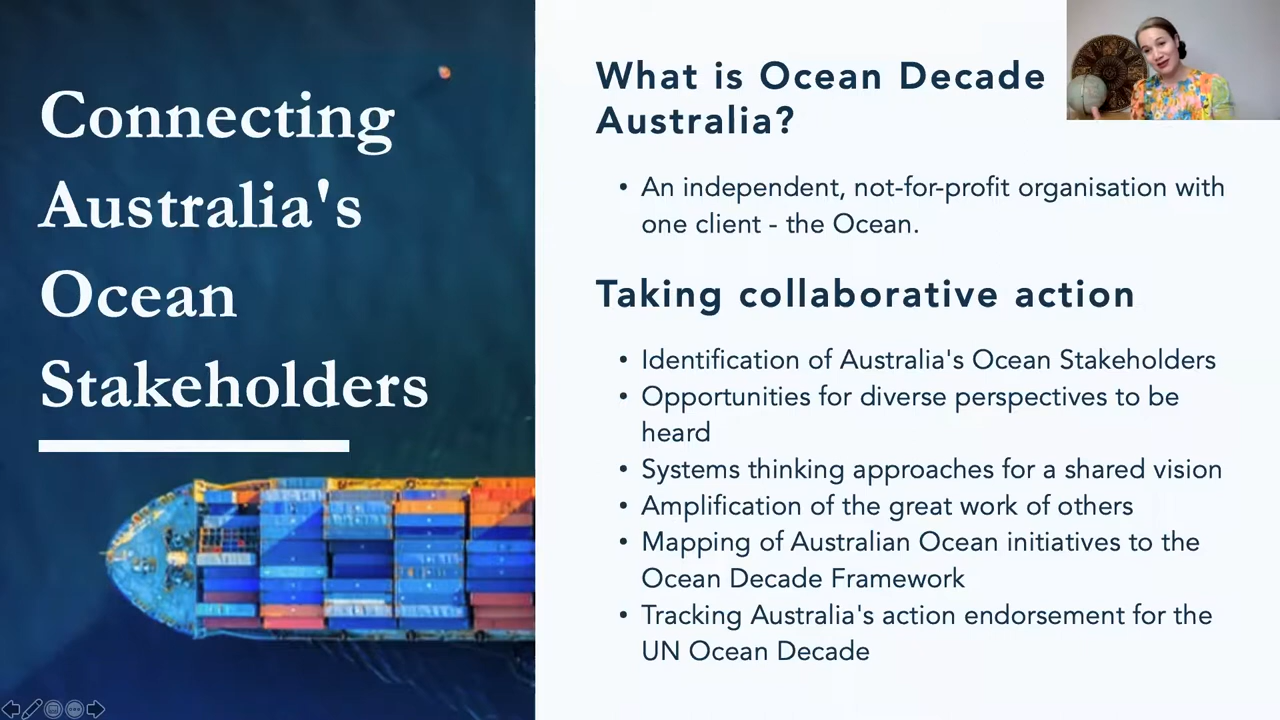 Connecting
Australia's
Ocean
Stakeholders
What is Ocean Decade
Australia?
• An independent, not-for-profit organisation with
one client - the Ocean.
Taking collaborative action
• Identification of Australia's Ocean Stakeholders
• Opportunities for diverse perspectives to be
heard
• Systems thinking approaches for a shared vision
• Amplification of the great work of others
• Mapping of Australian Ocean initiatives to the
Ocean Decade Framework
• Tracking Australia's action endorsement for the
UN Ocean Decade